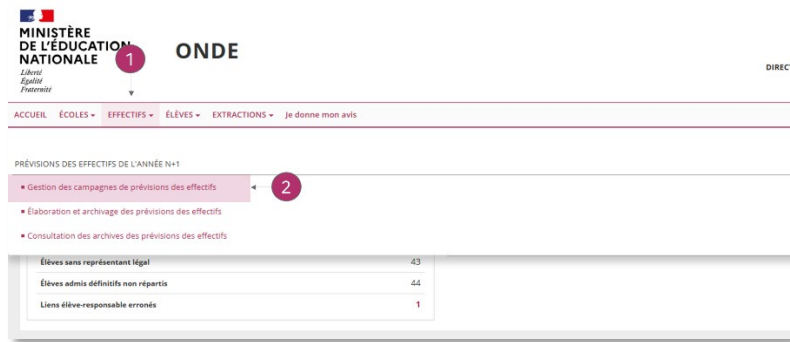 MINISTÈRE
DE L'ÉDUCATION
NATIONALE
Liberté
Égalité
Fraternité
1
ONDE
DIRECT
ACCUEIL ÉCOLES EFFECTIFS ÉLÈVES EXTRACTIONS Je donne mon avis
PRÉVISIONS DES EFFECTIFS DE L'ANNÉE N+1
Gestion des campagnes de prévisions des effectifs 2
Élaboration et archivage des prévisions des effectifs
Consultation des archives des prévisions des effectifs
Élèves sans représentant légal 43
Élèves admis définitifs non répartis 44
Liens élève-responsable erronés 1